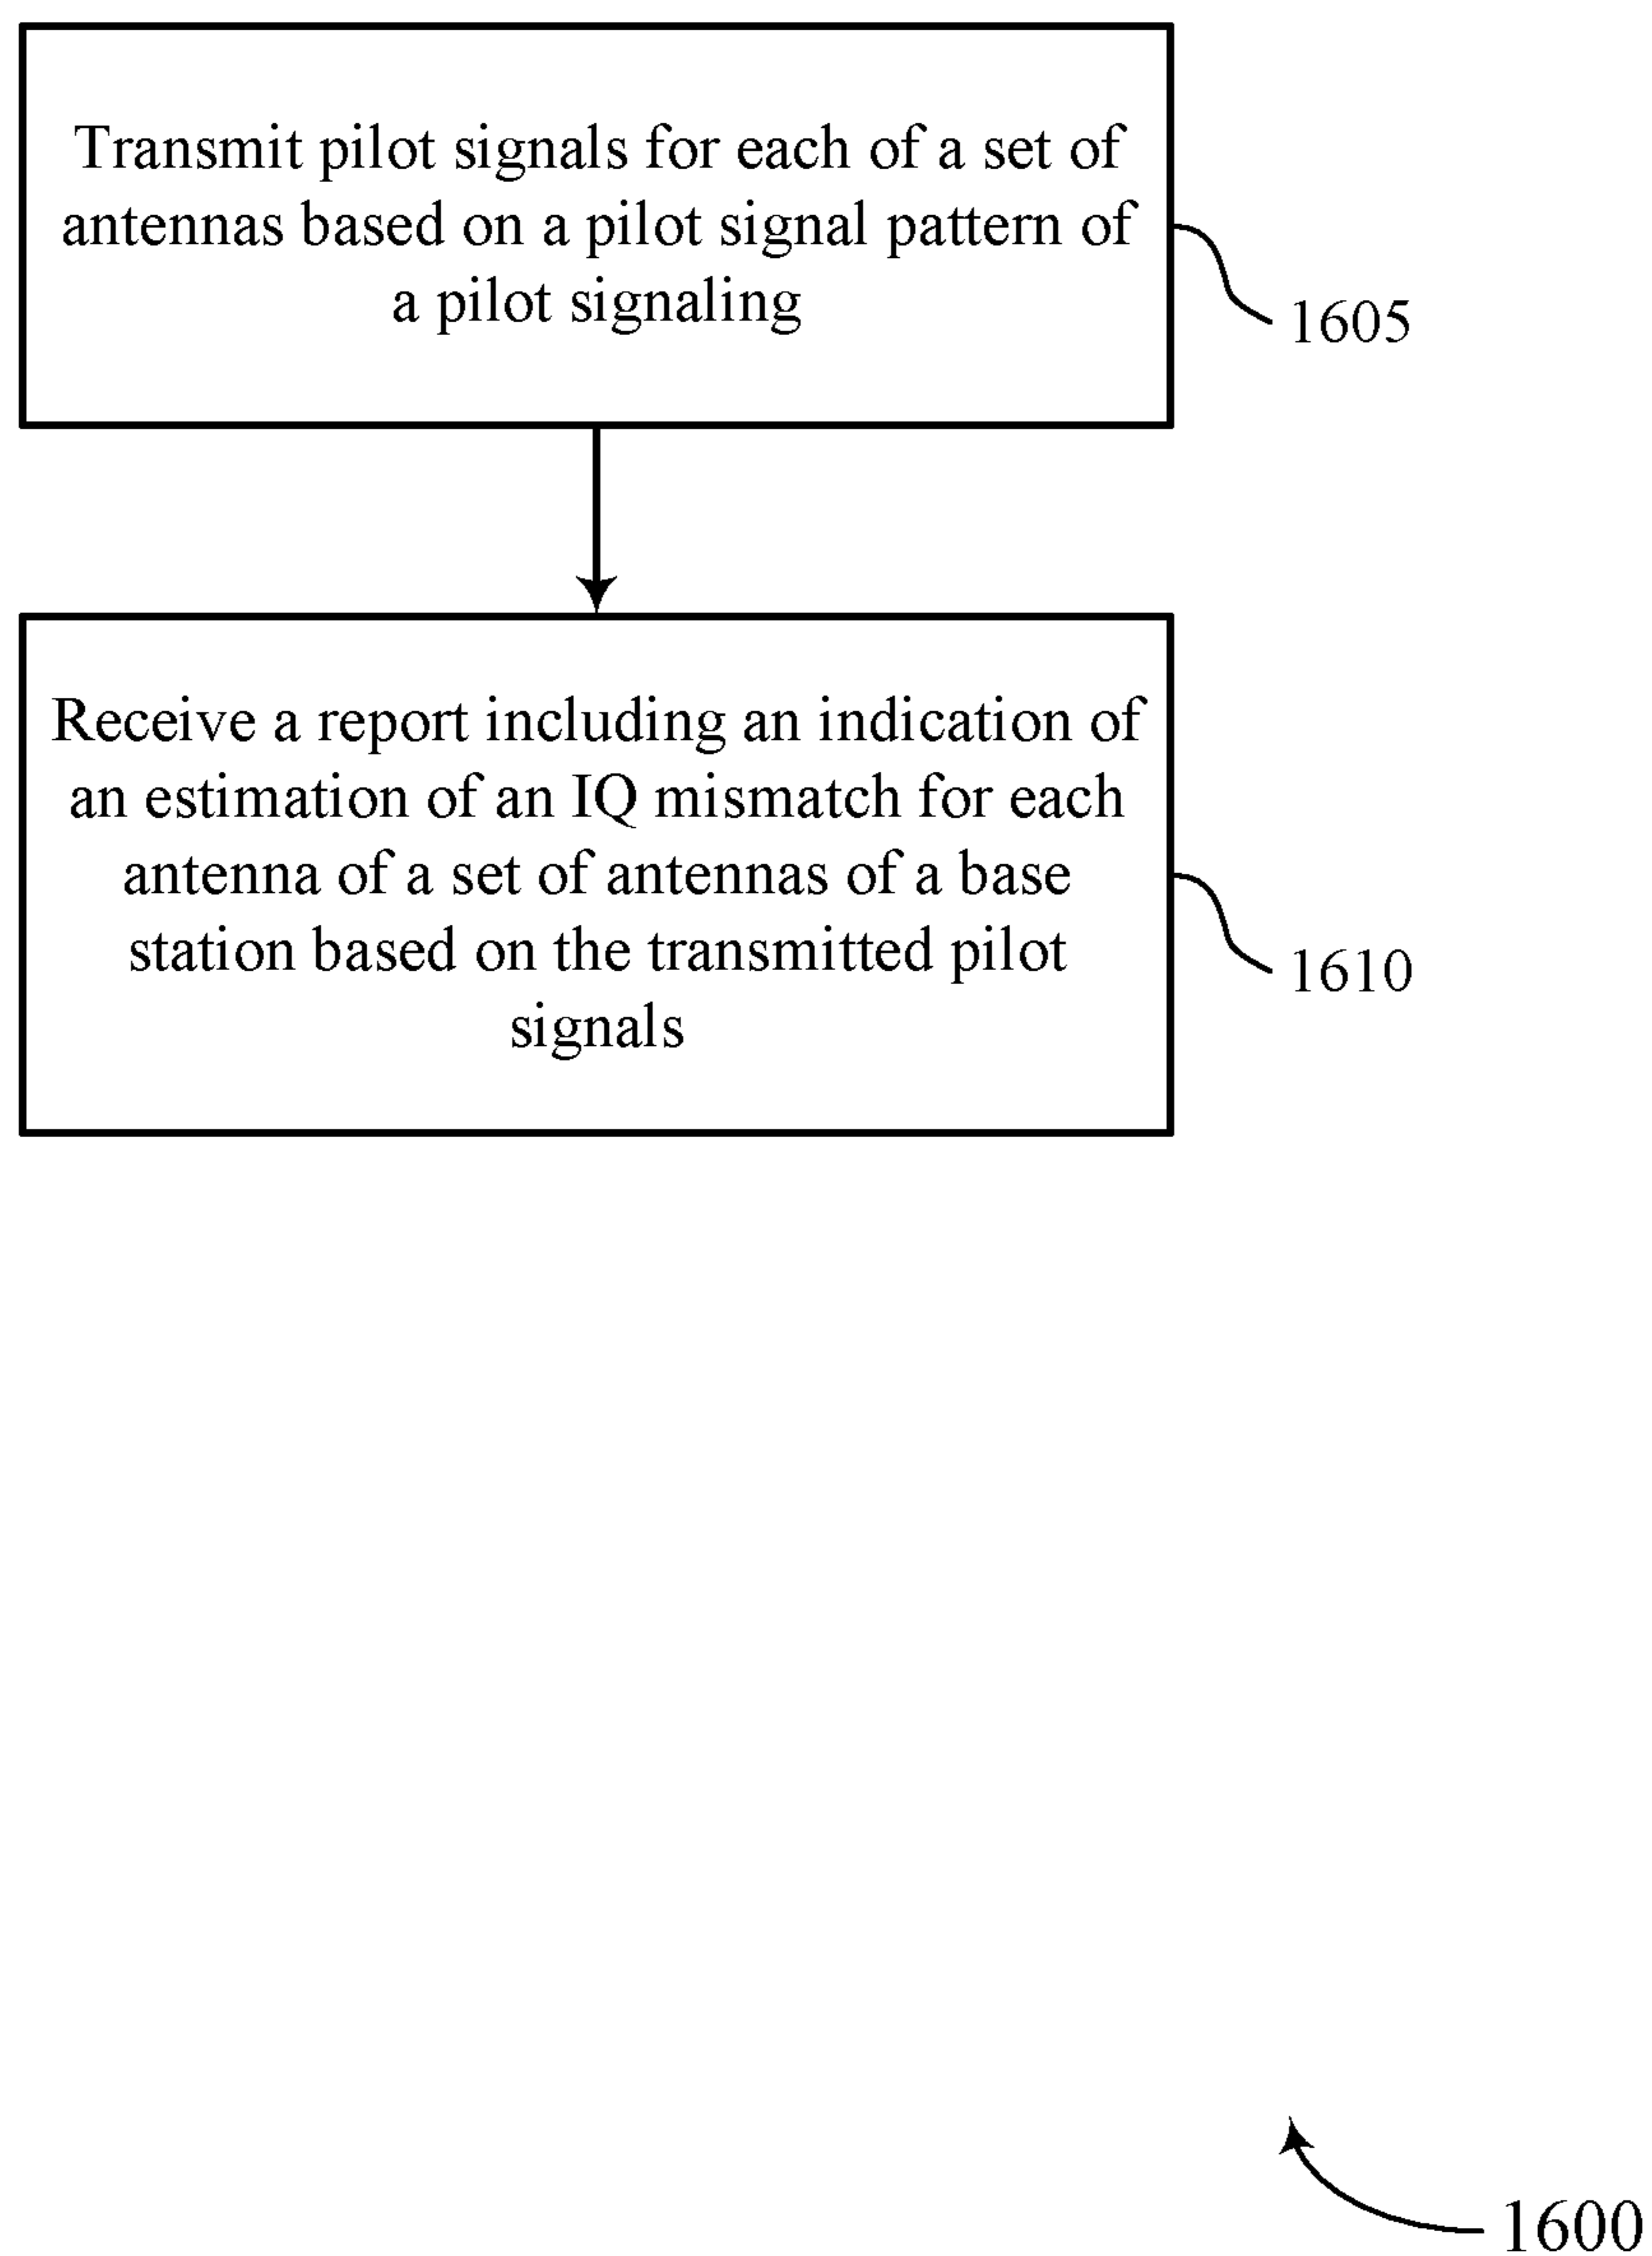 Transmit pilot signals for each of a set of
antennas based on a pilot signal pattern of
a pilot signaling
1605
Receive a report including an indication of
an estimation of an IQ mismatch for each
antenna of a set of antennas of a base
station based on the transmitted pilot
signals
1610
1600